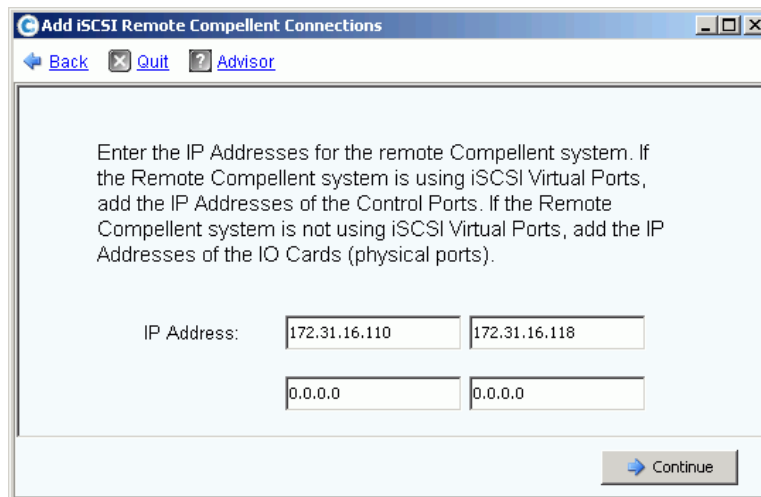 Add iSCSI Remote Compellent Connections
Back Quit ? Advisor
Enter the IP Addresses for the remote Compellent system. If
the Remote Compellent system is using iSCSI Virtual Ports,
add the IP Addresses of the Control Ports. If the Remote
Compellent system is not using iSCSI Virtual Ports, add the IP
Addresses of the IO Cards (physical ports).
IP Address: 172.31.16.110 172.31.16.118
0.0.0.0 0.0.0.0
Continue